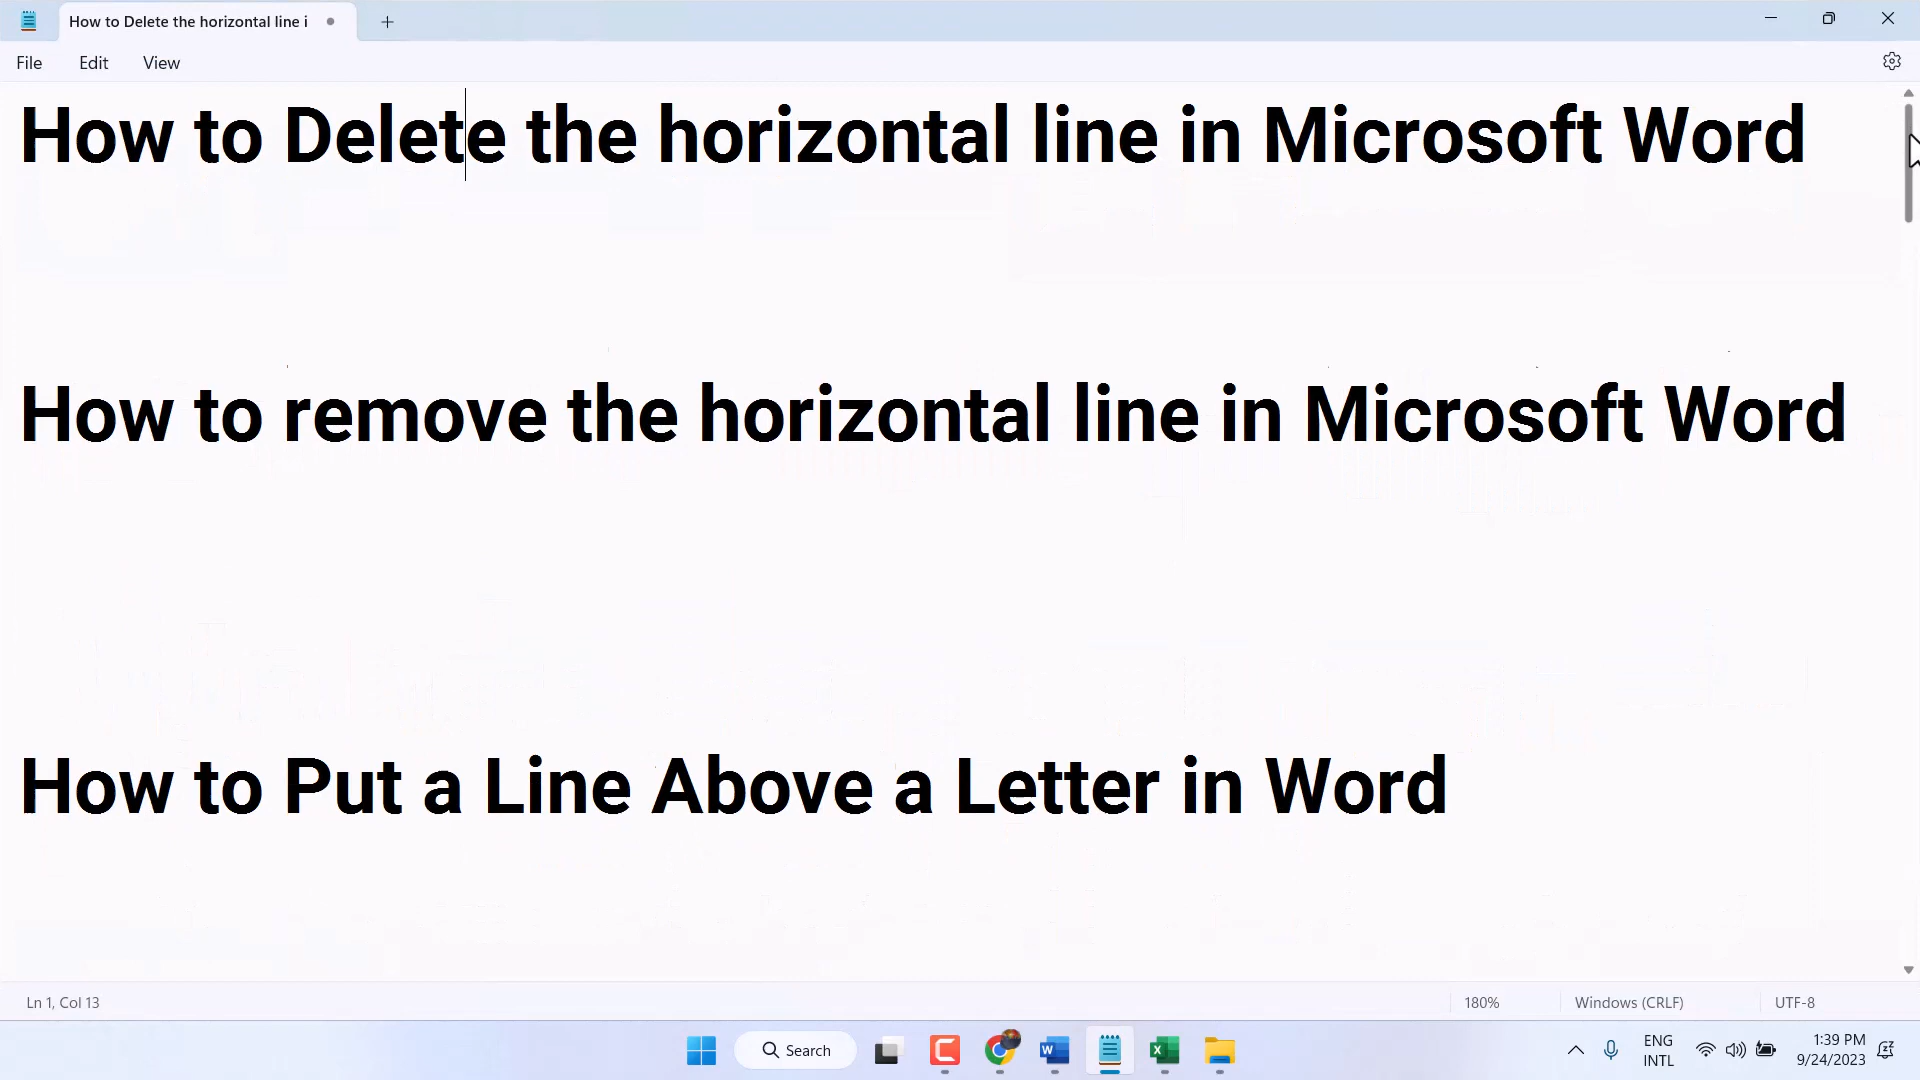 How to Delete the horizontal line i
File Edit View
How to Delete the horizontal line in Microsoft Word
How to remove the horizontal line in Microsoft Word
How to Put a Line Above a Letter in Word
Ln 1, Col 13 180% Windows (CRLF) UTF-8
Search
ENG
INTL
1:39 PM
9/24/2023